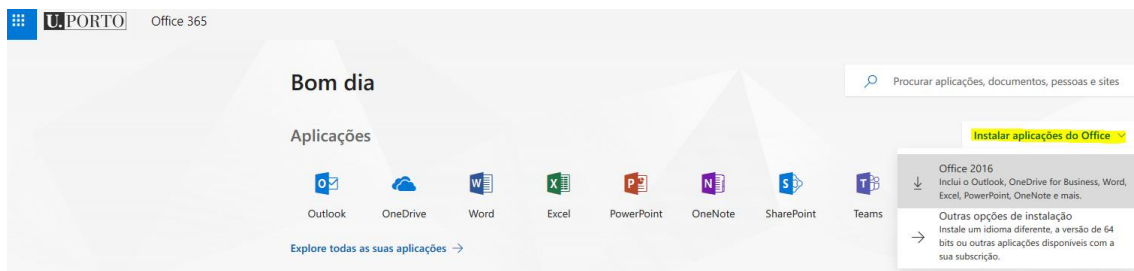 U.PORTO Office 365
Bom dia
Procurar aplicações, documentos, pessoas e sites
Aplicações
Instalar aplicações do Office
Office 2016
Inclui o Outlook, OneDrive for Business, Word,
Excel, PowerPoint, OneNote e mais.
Outlook OneDrive Word Excel PowerPoint OneNote SharePoint Teams
Outras opções de instalação
Instale um idioma diferente, a versão de 64
bits ou outras aplicações disponíveis com a
sua subscrição.
Explore todas as suas aplicações →